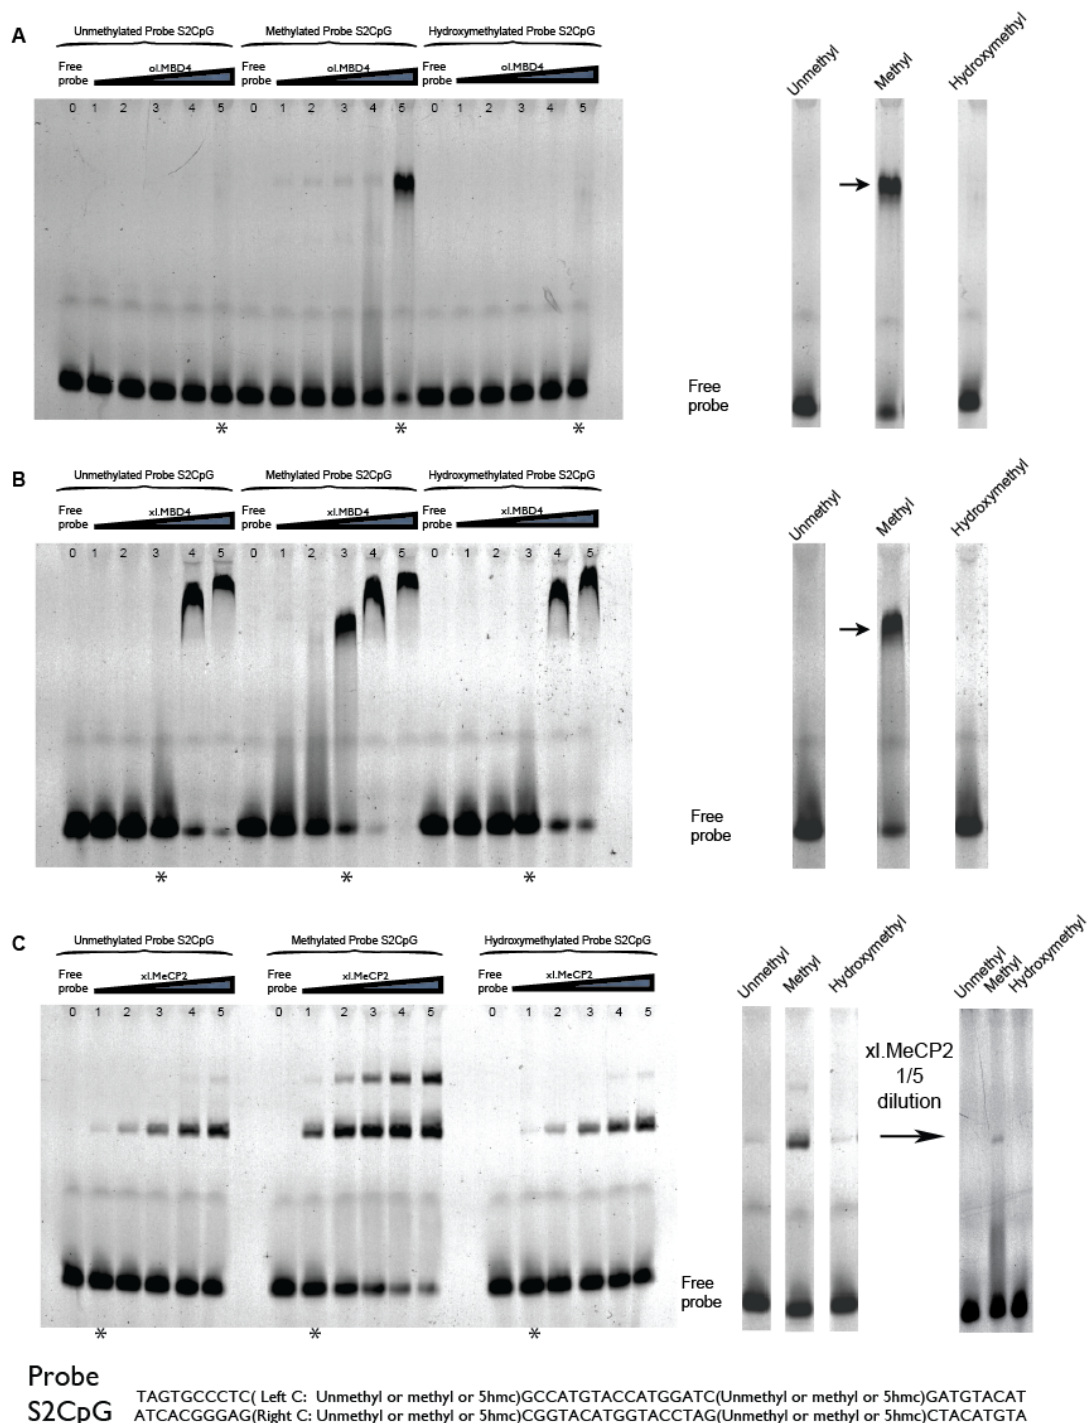 A
Unmethylated Probe S2CpG Methylated Probe S2CpG Hydroxymethylated Probe S2CpG
Free probe ol.MBD4 Free probe ol.MBD4 Free probe ol.MBD4
0 1 2 3 4 5 0 1 2 3 4 5 0 1 2 3 4 5
* * *
Unmethyl Methyl Hydroxymethyl
Free
probe
B
Unmethylated Probe S2CpG Methylated Probe S2CpG Hydroxymethylated Probe S2CpG
Free probe xl.MBD4 Free probe xl.MBD4 Free probe xl.MBD4
0 1 2 3 4 5 0 1 2 3 4 5 0 1 2 3 4 5
* * *
Unmethyl Methyl Hydroxymethyl
Free
probe
C
Unmethylated Probe S2CpG Methylated Probe S2CpG Hydroxymethylated Probe S2CpG
Free probe xl.MeCP2 Free probe xl.MeCP2 Free probe xl.MeCP2
0 1 2 3 4 5 0 1 2 3 4 5 0 1 2 3 4 5
* * *
Unmethyl Methyl Hydroxymethyl
xl.MeCP2
1/5
dilution
Unmethyl Methyl Hydroxymethyl
Free
probe
Probe
S2CpG
TAGTGCCCTC( Left C: Unmethyl or methyl or 5hmc)GCCATGTACCATGGATC(Unmethyl or methyl or 5hmc)GATGTACAT
ATCACGGGAG(Right C: Unmethyl or methyl or 5hmc)CGGTACATGGTACCTAG(Unmethyl or methyl or 5hmc)CTACATGTA